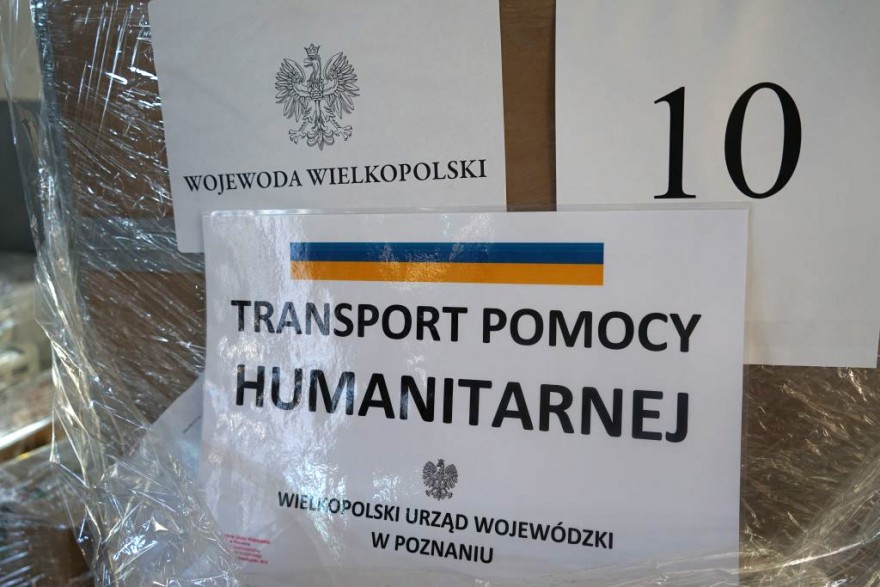 WOJEWODA WIELKOPOLSKI
10
TRANSPORT POMOCY
HUMANITARNEJ
WIELKOPOLSKI URZĄD WOJEWÓDZKI
W POZNANIU